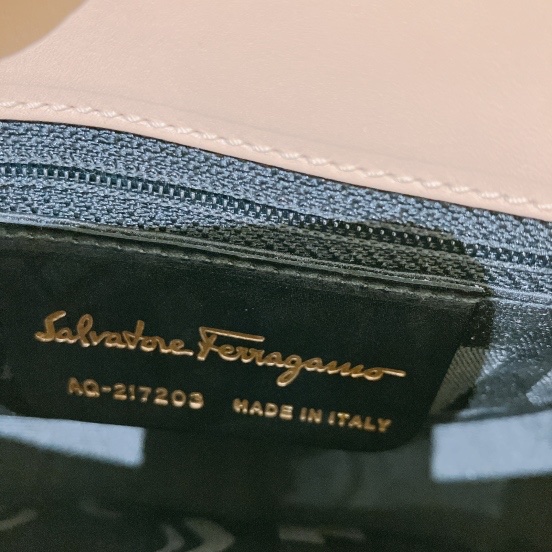 Salvatore Ferragamo
AQ-217203 MADE IN ITALY